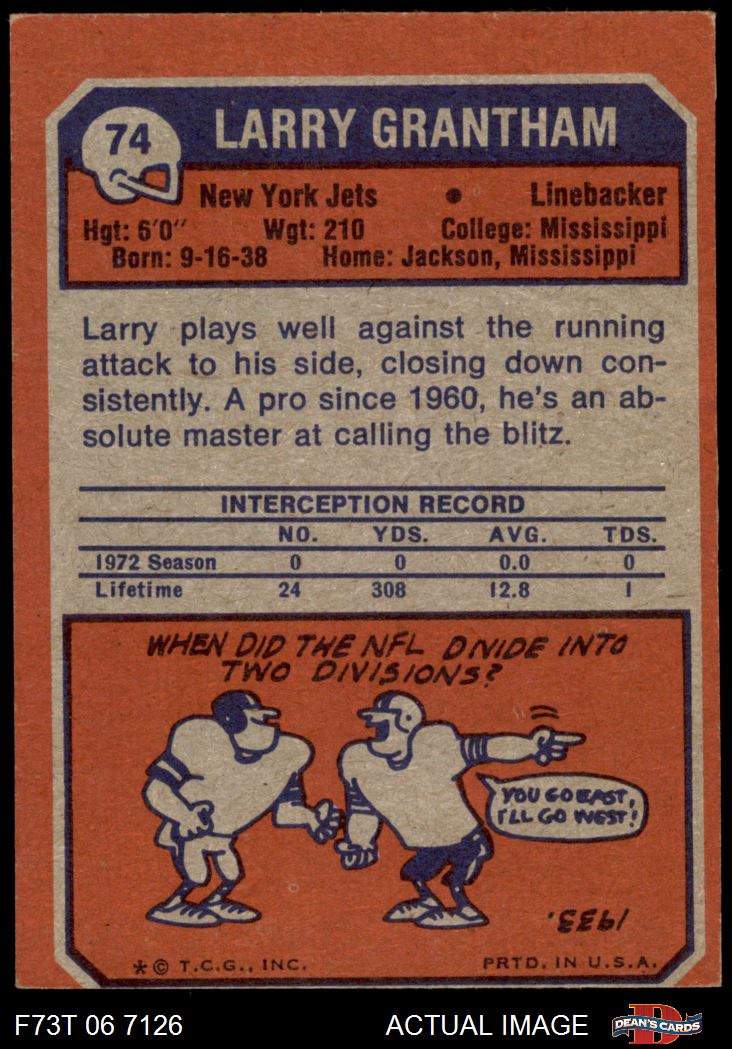 74
LARRY GRANTHAM
New York Jets • Linebacker
Hgt: 6'0" Wgt: 210 College: Mississippi
Born: 9-16-38 Home: Jackson, Mississippi
Larry plays well against the running
attack to his side, closing down con-
sistently. A pro since 1960, he's an ab-
solute master at calling the blitz.
INTERCEPTION RECORD
NO. YDS. AVG. TDS.
1972 Season 0 0 0.0 0
Lifetime 24 308 12.8 1
WHEN DID THE NFL DIVIDE INTO
TWO DIVISIONS?
YOU GO EAST,
I'LL GO WEST!
1933.
* © T.C.G., INC. PRTD. IN U.S.A.
F73T 06 7126 ACTUAL IMAGE
D
DEAN'S CARDS